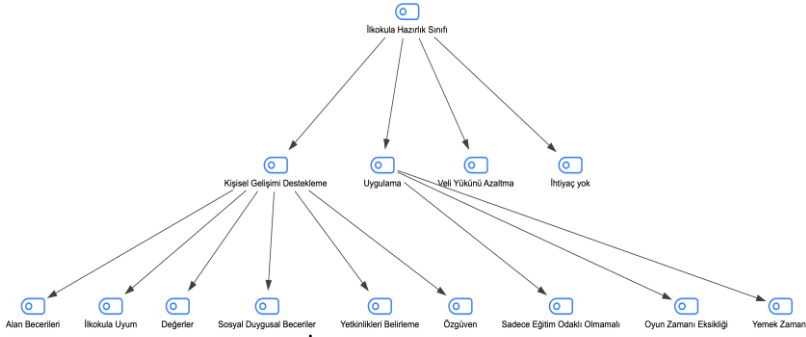 İlkokula Hazırlık Sınıfı
Kişisel Gelişimi Destekleme
Uygulama
Veli Yükünü Azaltma
İhtiyaç yok
Alan Becerileri
İlkokula Uyum
Değerler
Sosyal Duygusal Beceriler
Yetkinlikleri Belirleme
Özgüven
Sadece Eğitim Odaklı Olmamalı
Oyun Zamanı Eksikliği
Yemek Zaman